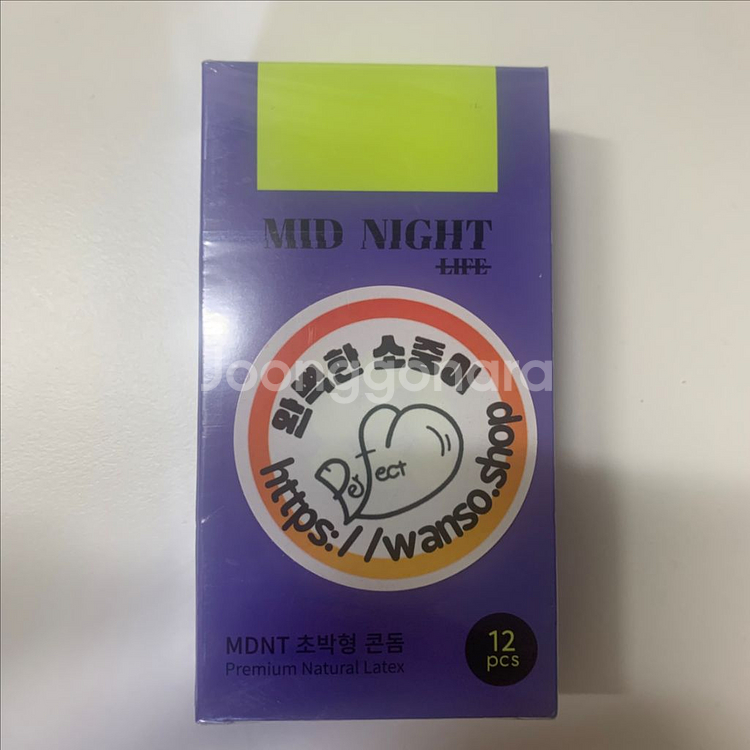 MID NIGHT
LIFE
완벽한 소중이
Perfect
https://wanso.shop
Joonggonara
MDNT 초박형 콘돔
Premium Natural Latex
12
pcs